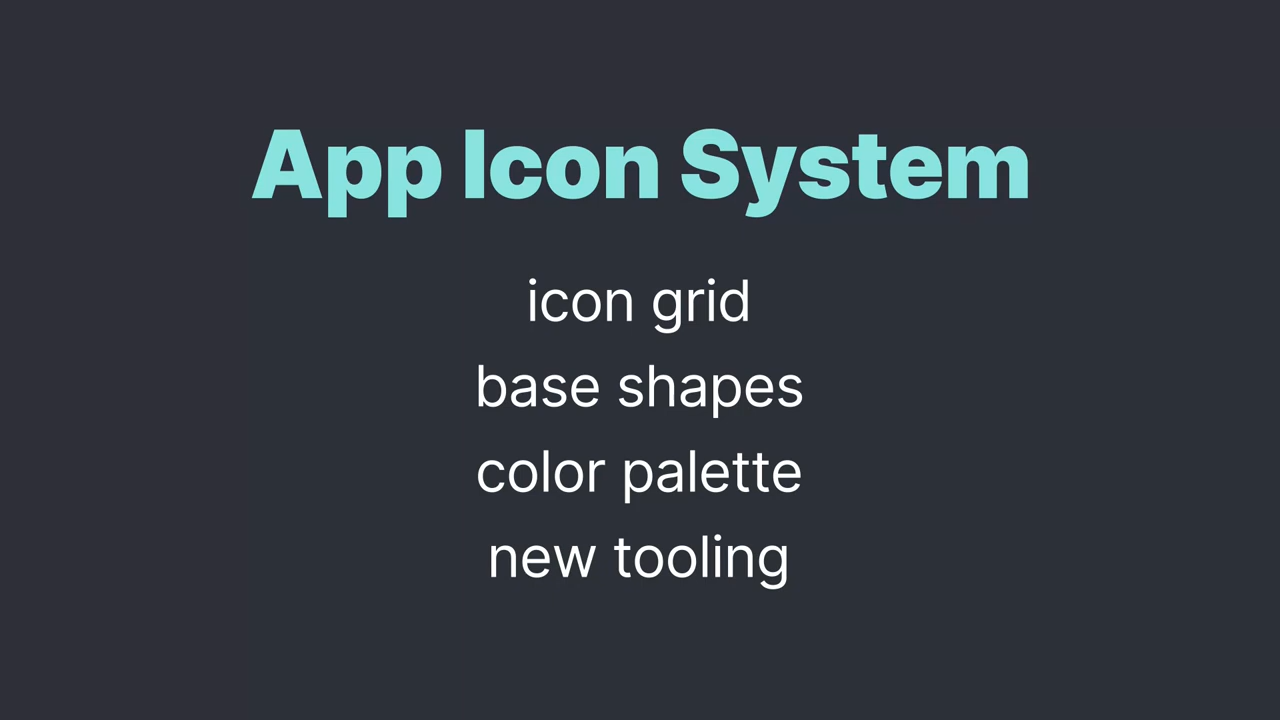 App Icon System
icon grid
base shapes
color palette
new tooling